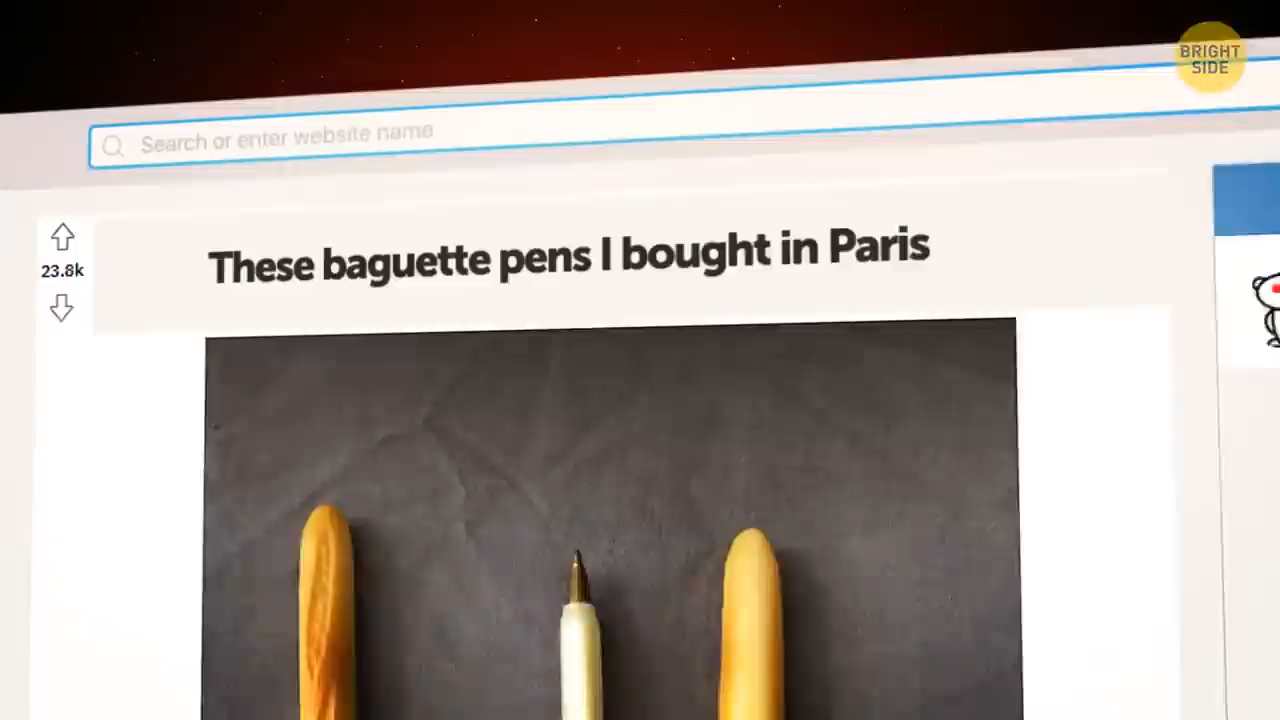 BRIGHT
SIDE
Search or enter website name
23.8k
These baguette pens I bought in Paris